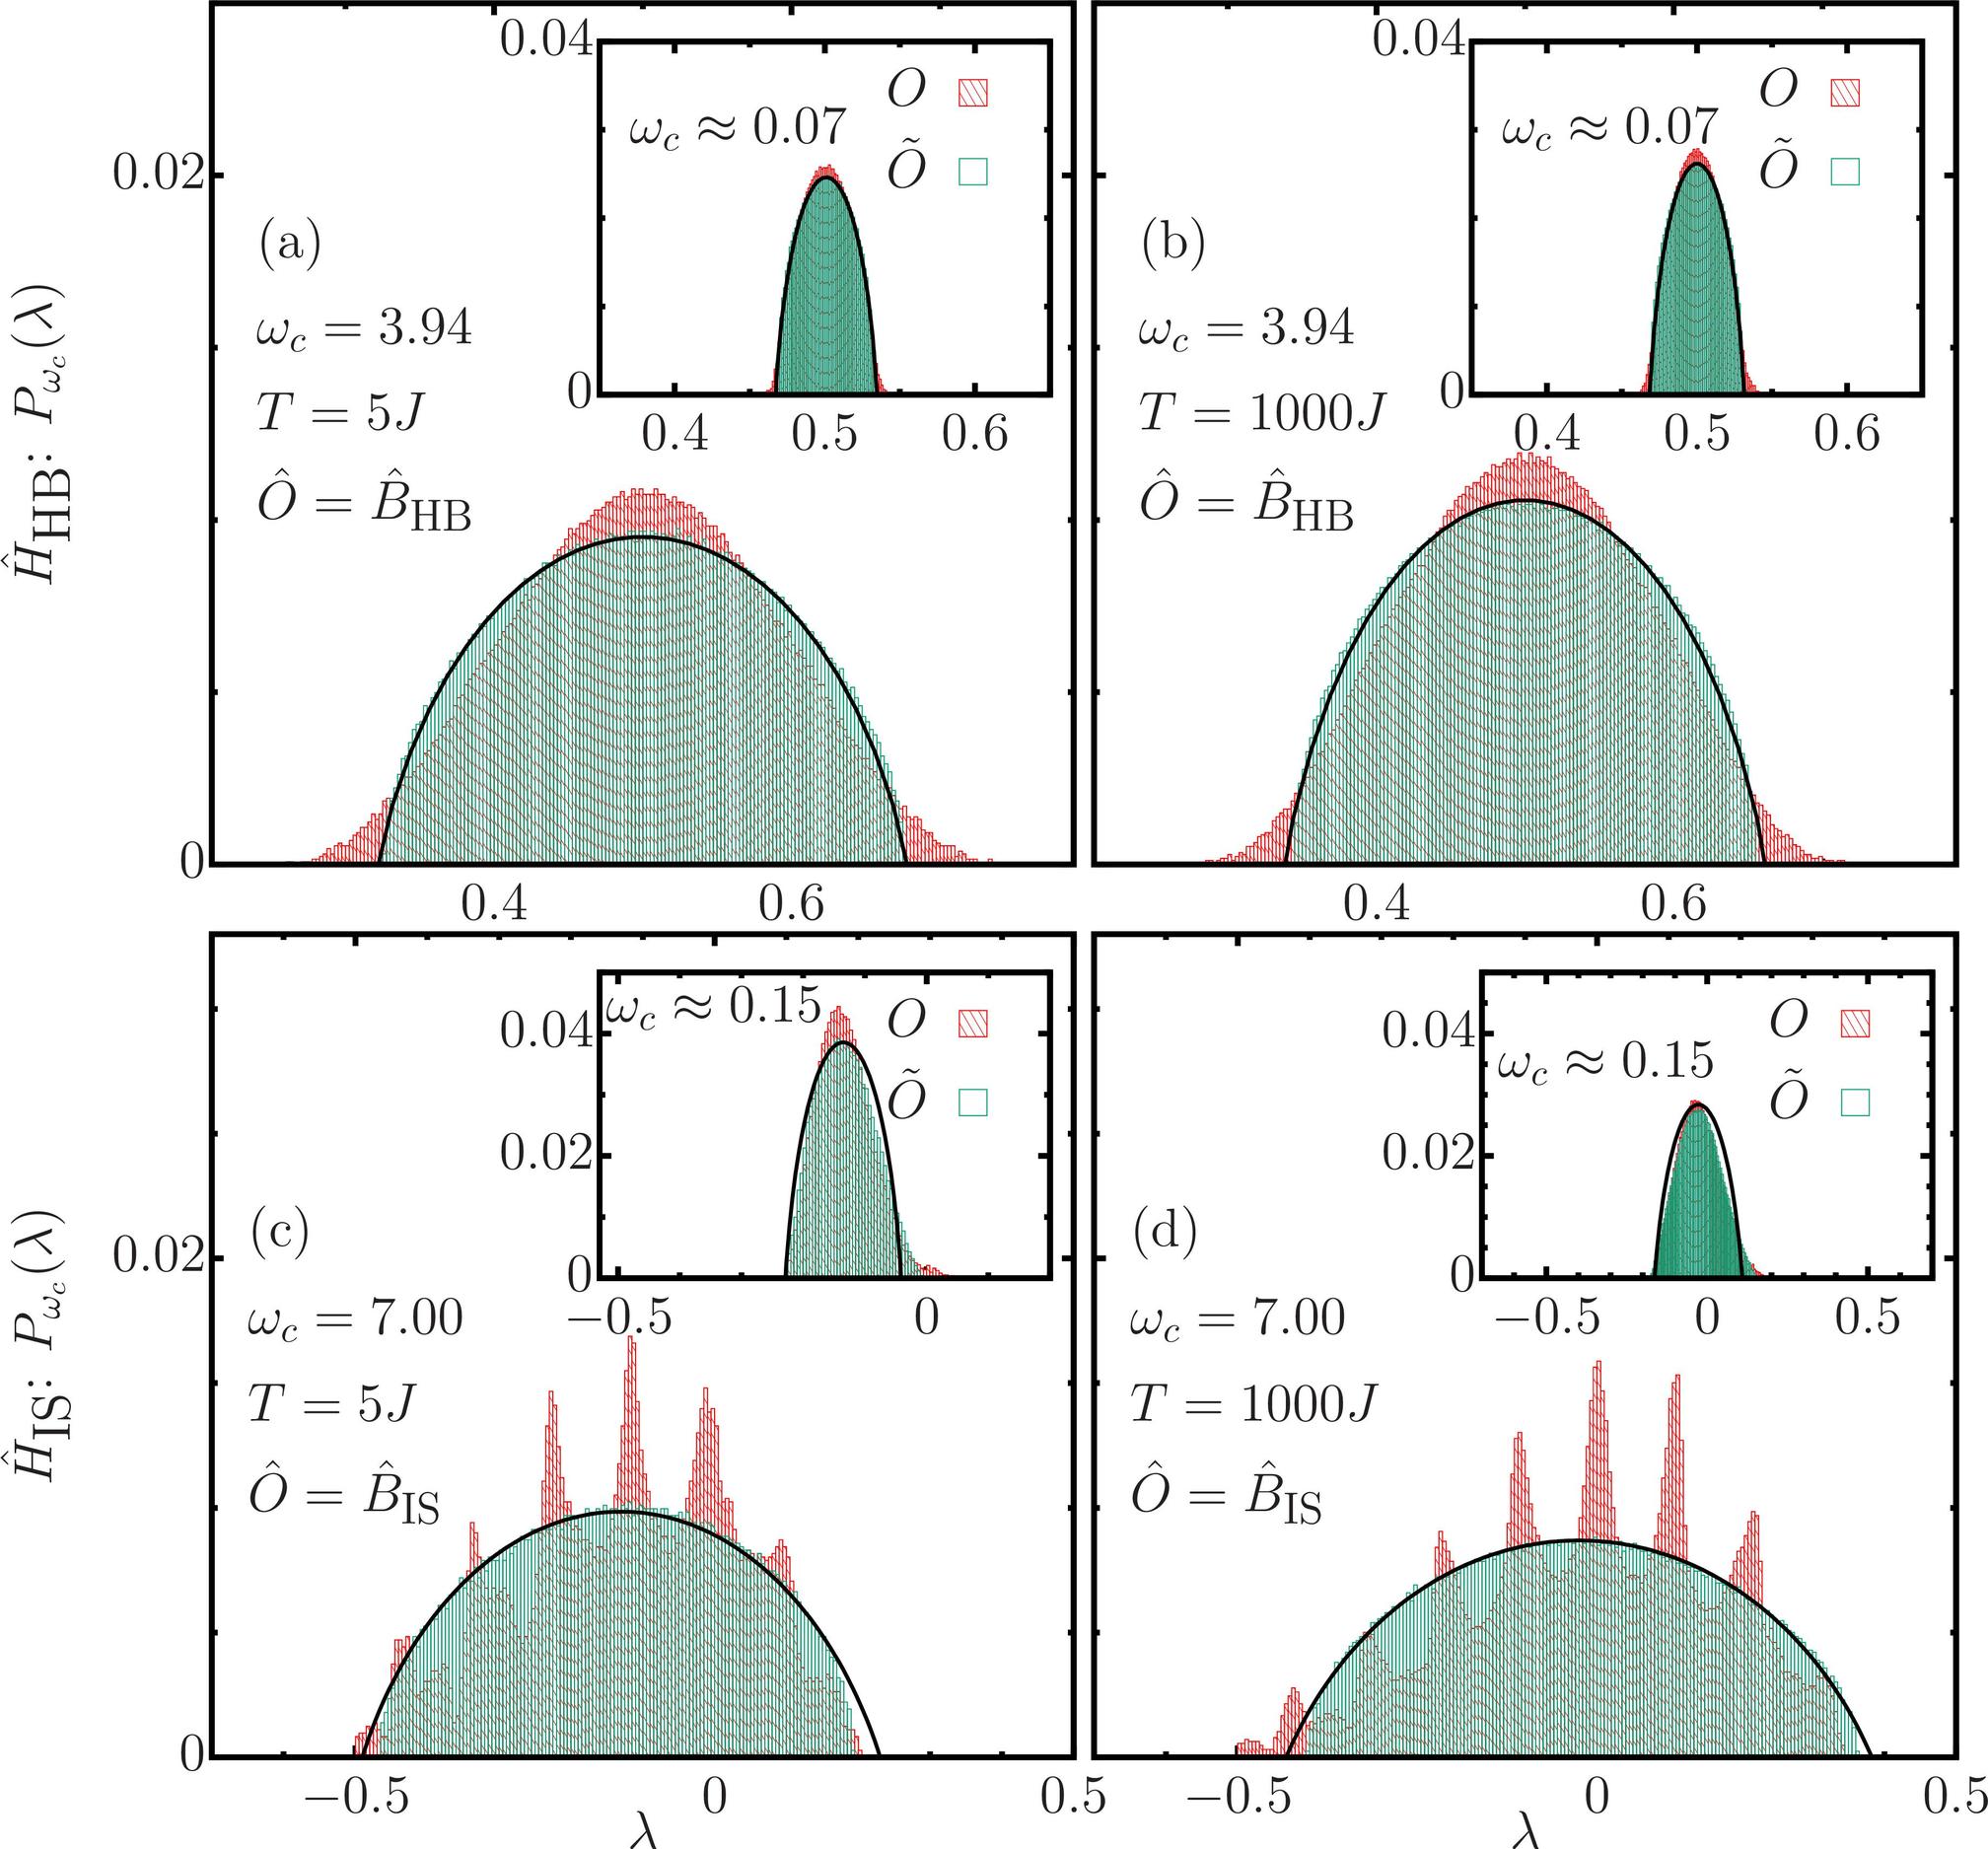 Ĥ_HB: P_ωc(λ)
0.02
0
(a)
ω_c = 3.94
T = 5J
Ô = B̂_HB
0.4 0.6
0.04
0
ω_c ≈ 0.07
O
Õ
0.4 0.5 0.6
(b)
ω_c = 3.94
T = 1000J
Ô = B̂_HB
0.4 0.6
0.04
0
ω_c ≈ 0.07
O
Õ
0.4 0.5 0.6
Ĥ_IS: P_ωc(λ)
0.02
0
(c)
ω_c = 7.00
T = 5J
Ô = B̂_IS
−0.5 0 0.5
λ
0.04
0.02
0
ω_c ≈ 0.15
O
Õ
−0.5 0
(d)
ω_c = 7.00
T = 1000J
Ô = B̂_IS
−0.5 0 0.5
λ
0.04
0.02
0
ω_c ≈ 0.15
O
Õ
−0.5 0 0.5